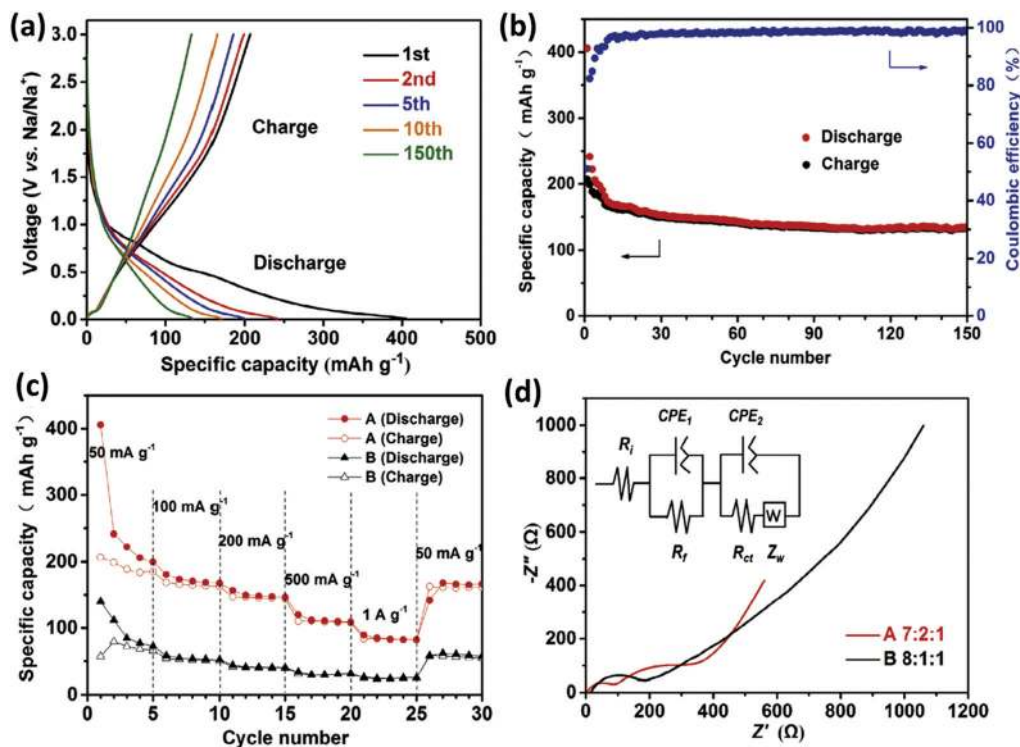 (a)
Voltage (V vs. Na/Na+)
3.0
2.5
2.0
1.5
1.0
0.5
0.0
1st
2nd
5th
10th
150th
Charge
Discharge
0 100 200 300 400 500
Specific capacity (mAh g-1)
(b)
Specific capacity ( mAh g-1)
400
300
200
100
0
Discharge
Charge
100
80
60
40
20
0
Coulombic efficiency (%)
0 30 60 90 120 150
Cycle number
(c)
Specific capacity ( mAh g-1)
400
300
200
100
0
A (Discharge)
A (Charge)
B (Discharge)
B (Charge)
50 mA g-1
100 mA g-1
200 mA g-1
500 mA g-1
1 A g-1
50 mA g-1
0 5 10 15 20 25 30
Cycle number
(d)
-Z″ (Ω)
1000
800
600
400
200
0
CPE1 CPE2
Ri
Rf Rct Zw
W
A 7:2:1
B 8:1:1
0 200 400 600 800 1000 1200
Z′ (Ω)